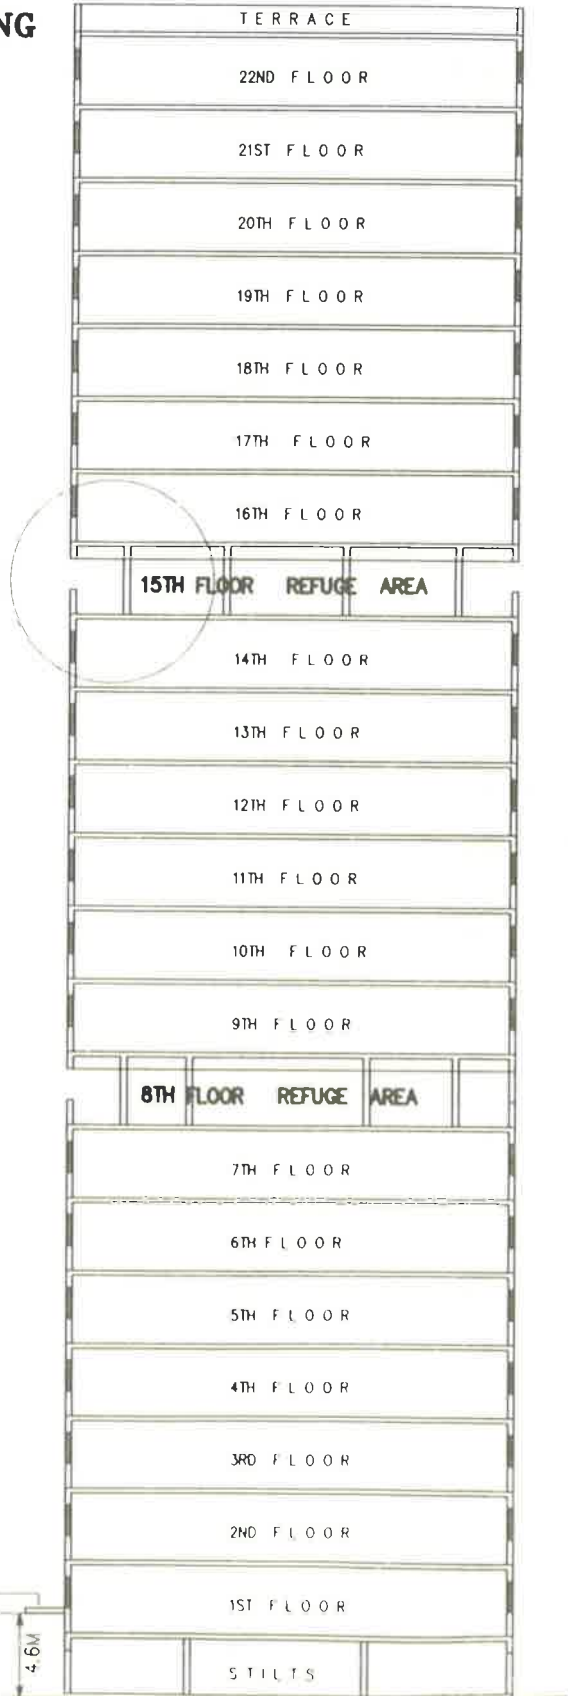 NG
TERRACE
22ND FLOOR
21ST FLOOR
20TH FLOOR
19TH FLOOR
18TH FLOOR
17TH FLOOR
16TH FLOOR
15TH FLOOR REFUGE AREA
14TH FLOOR
13TH FLOOR
12TH FLOOR
11TH FLOOR
10TH FLOOR
9TH FLOOR
8TH FLOOR REFUGE AREA
7TH FLOOR
6TH FLOOR
5TH FLOOR
4TH FLOOR
3RD FLOOR
2ND FLOOR
1ST FLOOR
4.6M
STILTS